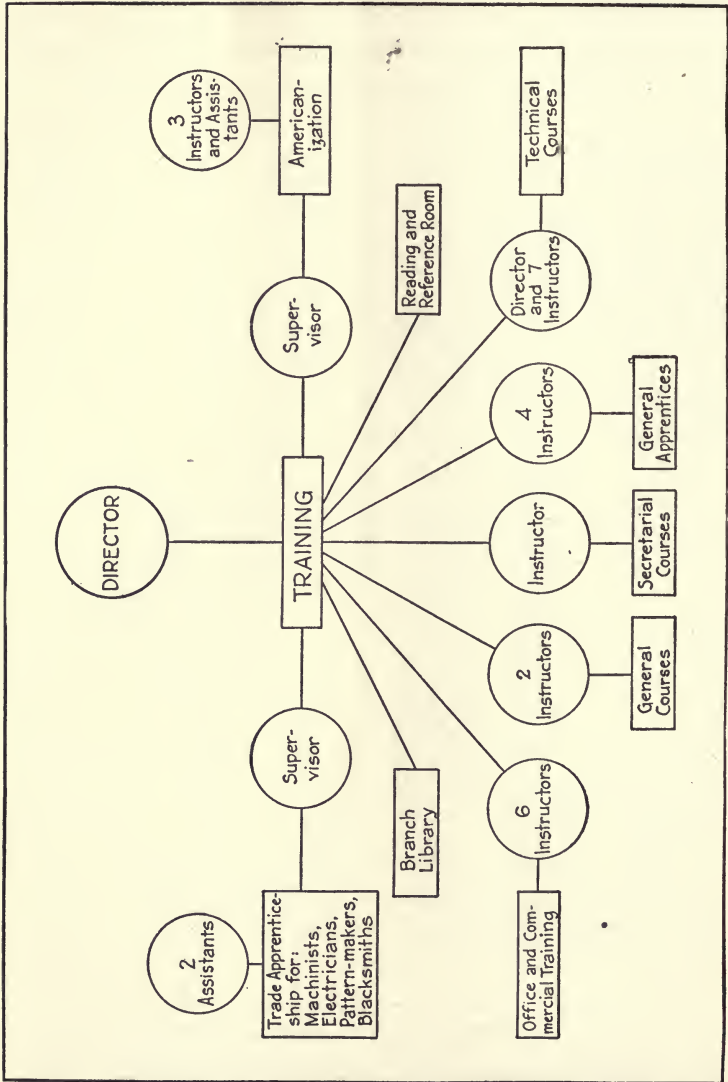 DIRECTOR
TRAINING
Super-
visor
2
Assistants
Trade Apprentice-
ship for:
Machinists,
Electricians,
Pattern-makers,
Blacksmiths
Super-
visor
3
Instructors
and Assis-
tants
American-
ization
Branch
Library
Reading and
Reference Room
6
Instructors
Office and Com-
mercial Training
2
Instructors
General
Courses
Instructor
Secretarial
Courses
4
Instructors
General
Apprentices
Director
and 7
Instructors
Technical
Courses